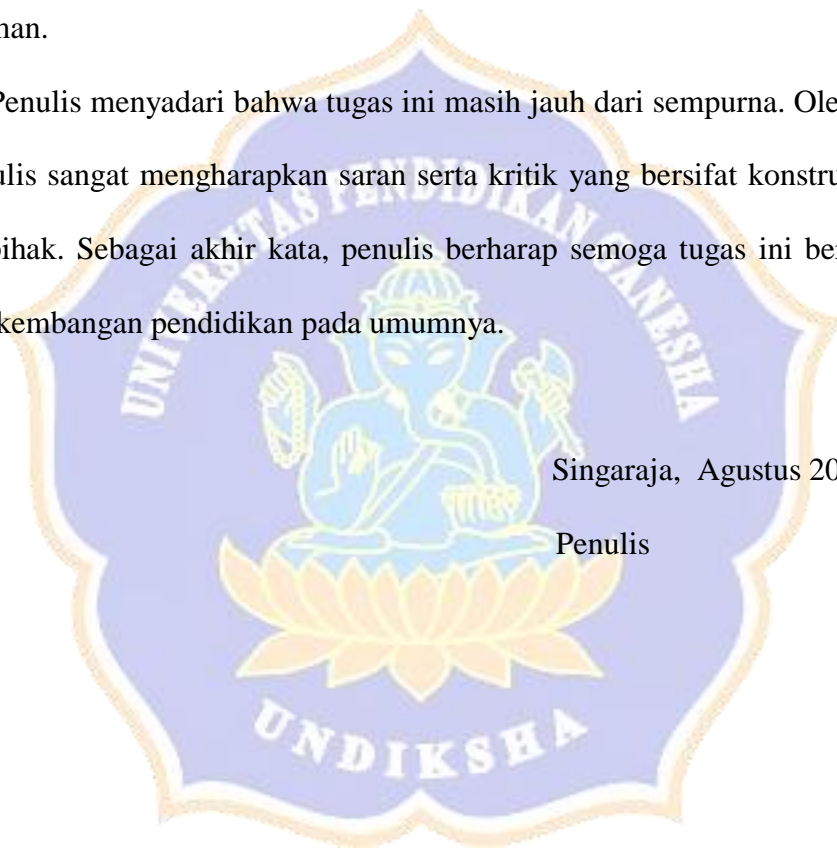 nan.
Penulis menyadari bahwa tugas ini masih jauh dari sempurna. Ole
ulis sangat mengharapkan saran serta kritik yang bersifat konstru
pihak. Sebagai akhir kata, penulis berharap semoga tugas ini be
kembangan pendidikan pada umumnya.
UNIVERSITAS PENDIDIKAN GANESHA
Singaraja, Agustus 20
Penulis
UNDIKSHA